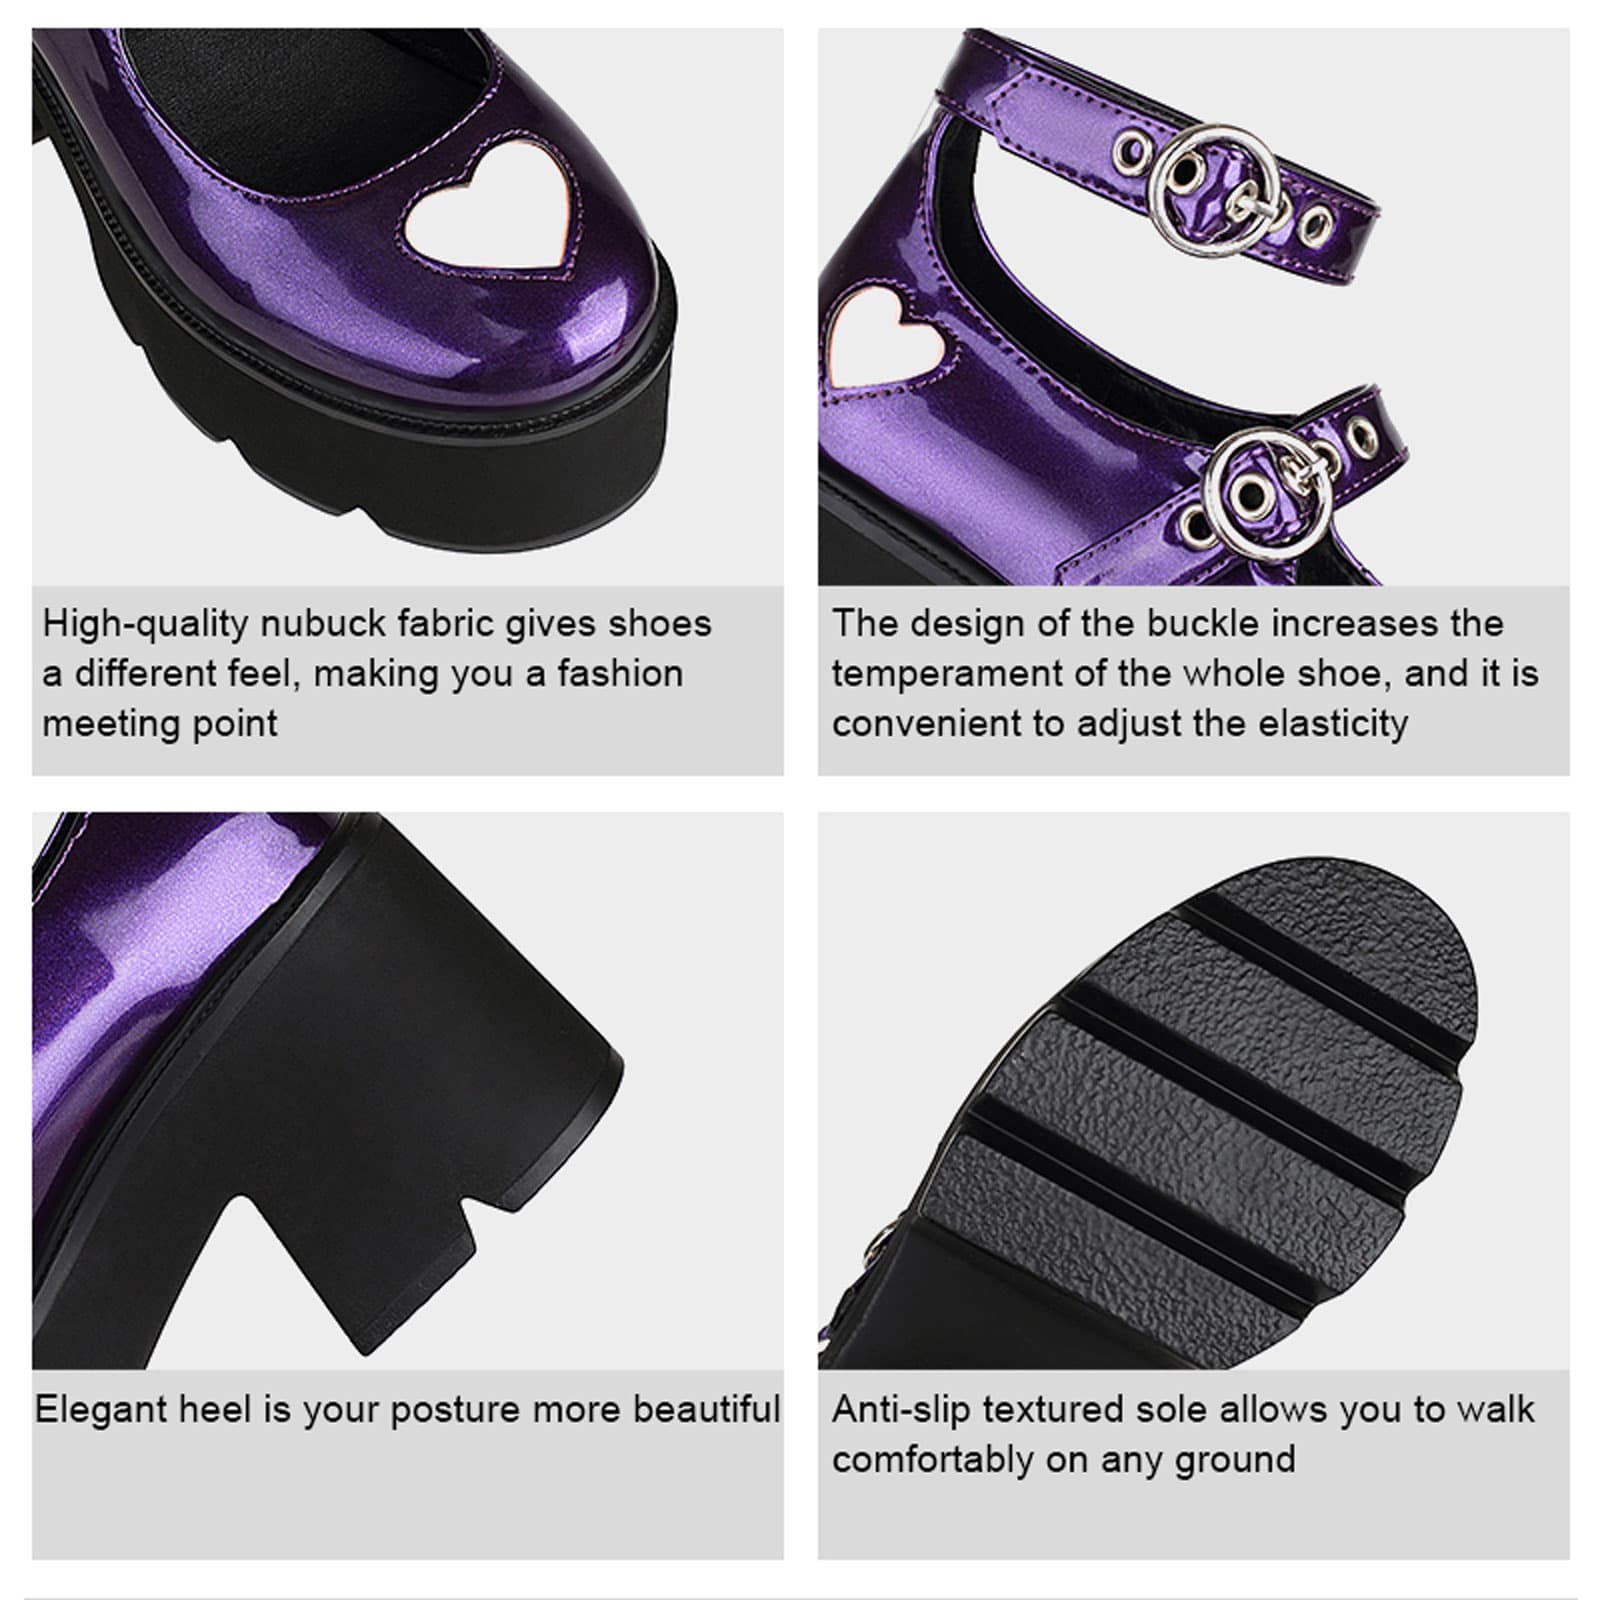 High-quality nubuck fabric gives shoes
a different feel, making you a fashion
meeting point
The design of the buckle increases the
temperament of the whole shoe, and it is
convenient to adjust the elasticity
Elegant heel is your posture more beautiful
Anti-slip textured sole allows you to walk
comfortably on any ground